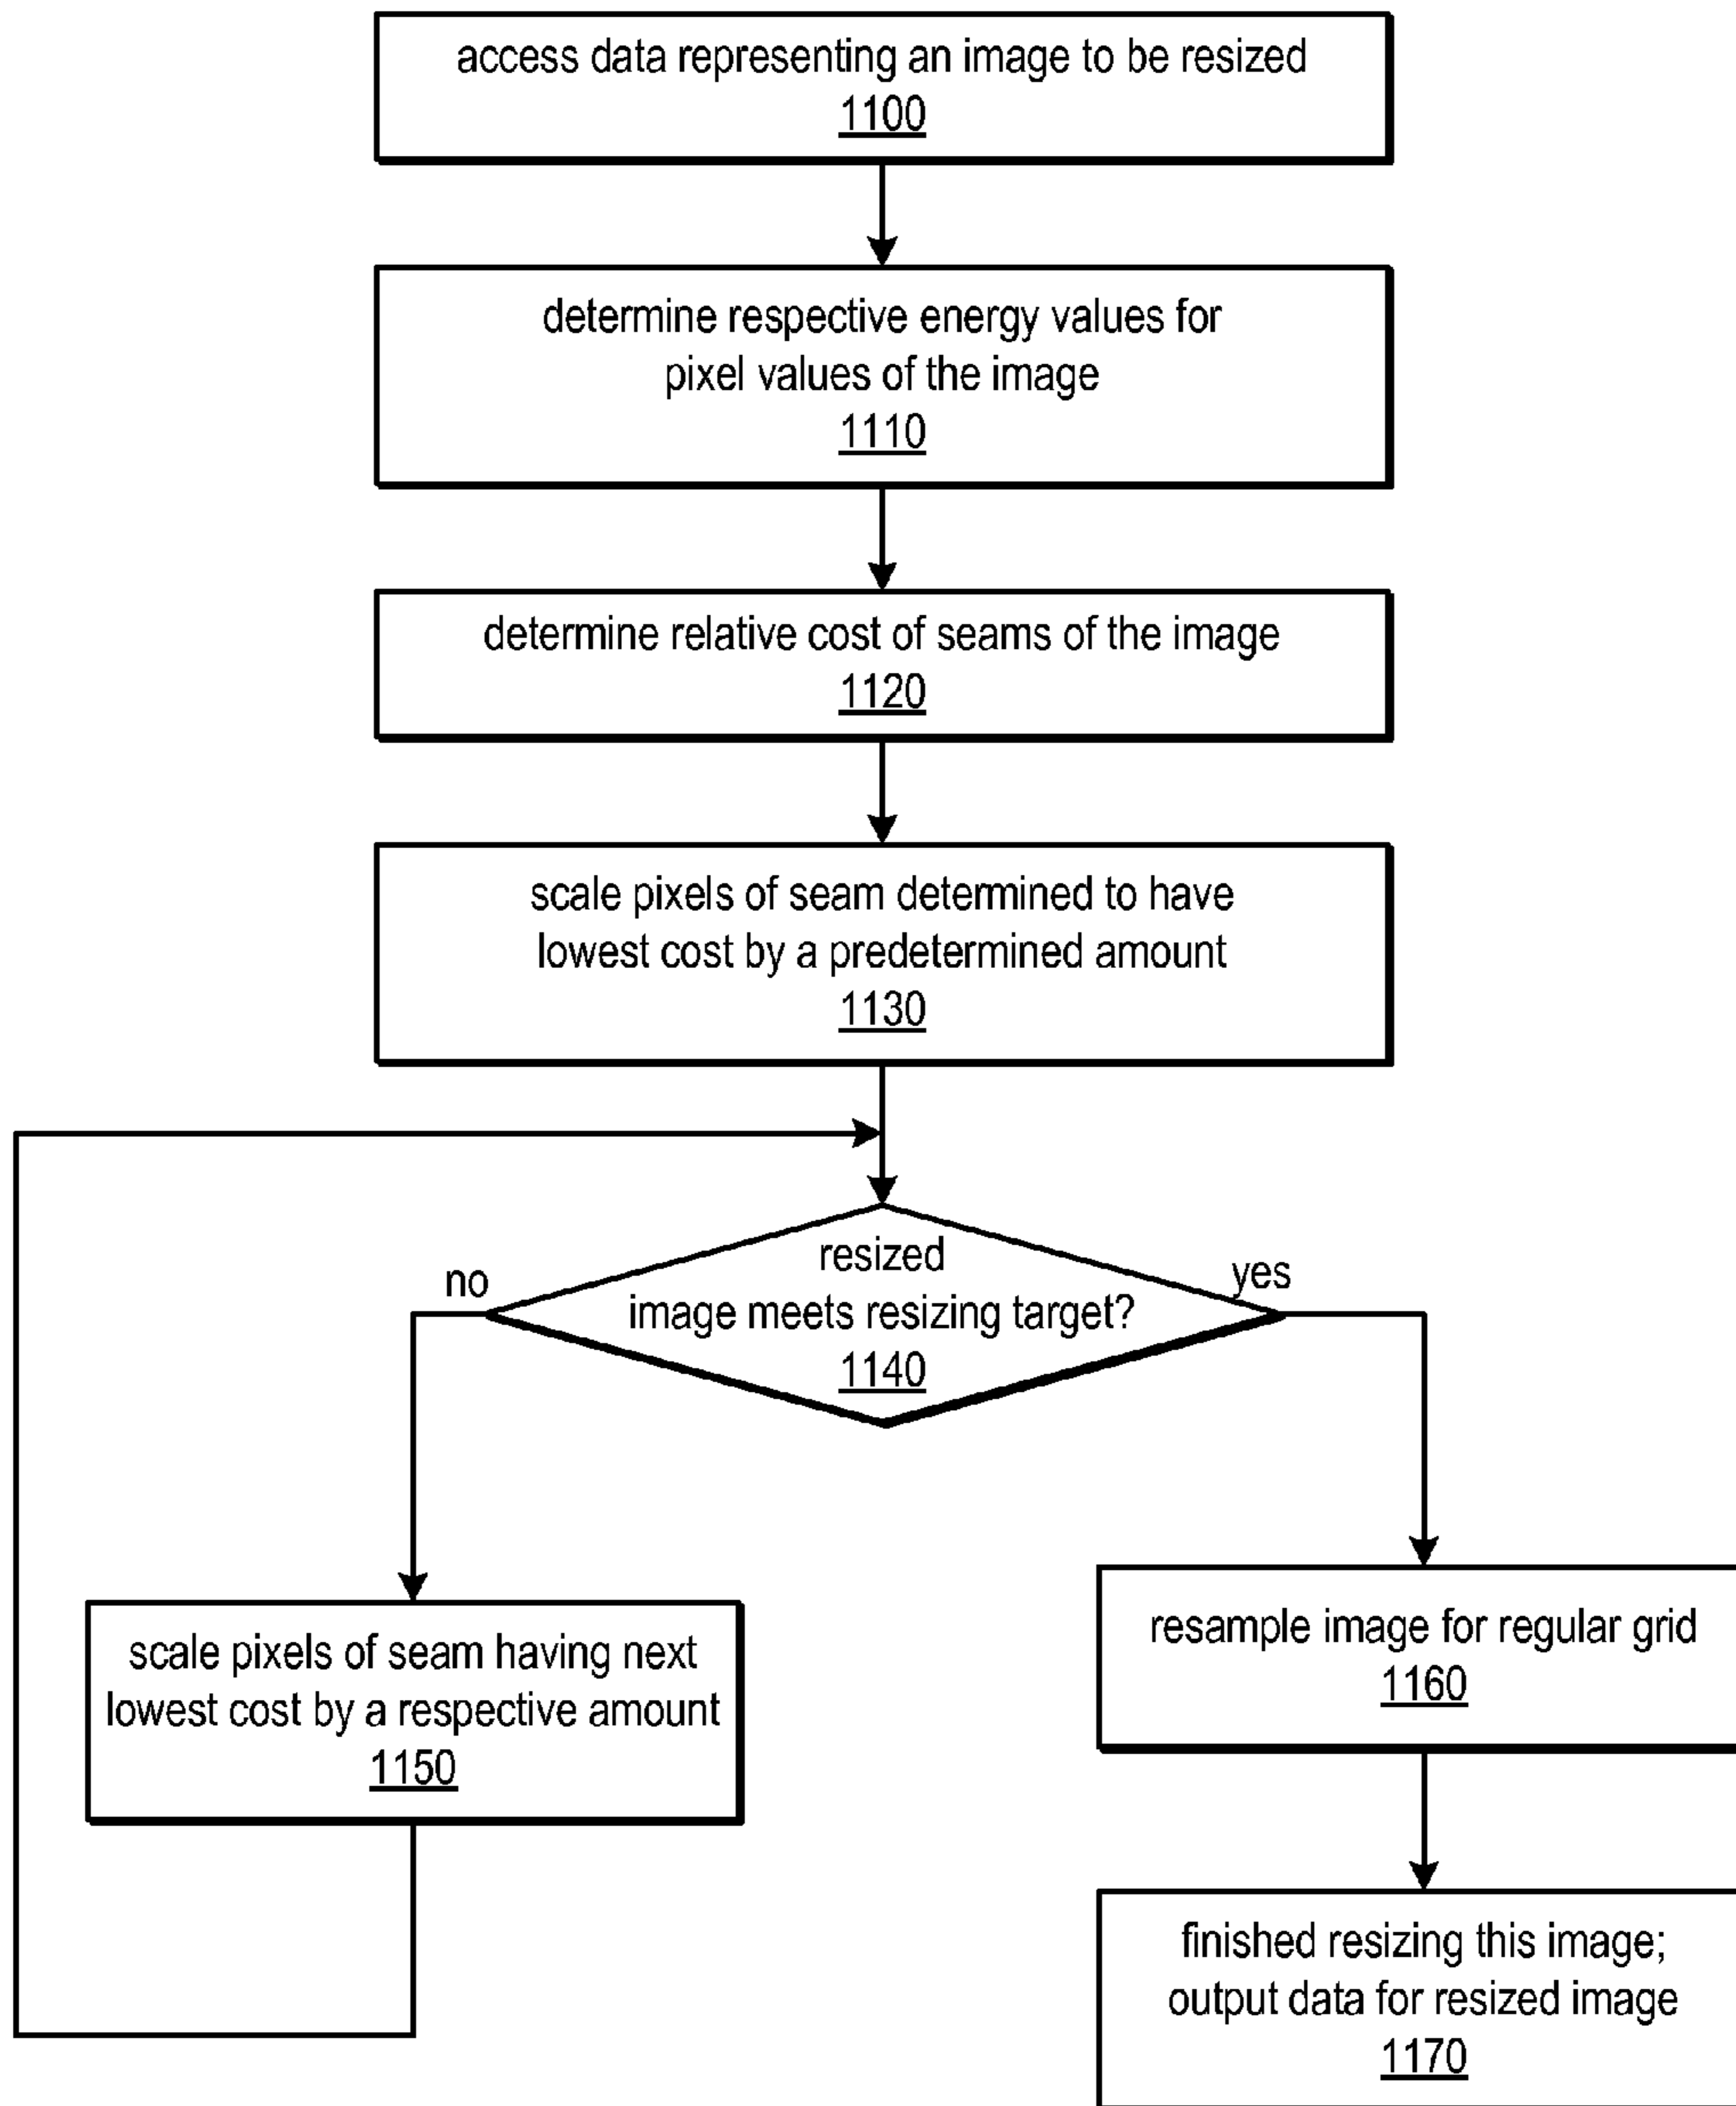 access data representing an image to be resized
1100
determine respective energy values for
pixel values of the image
1110
determine relative cost of seams of the image
1120
scale pixels of seam determined to have
lowest cost by a predetermined amount
1130
resized
image meets resizing target?
1140
no
yes
scale pixels of seam having next
lowest cost by a respective amount
1150
resample image for regular grid
1160
finished resizing this image;
output data for resized image
1170